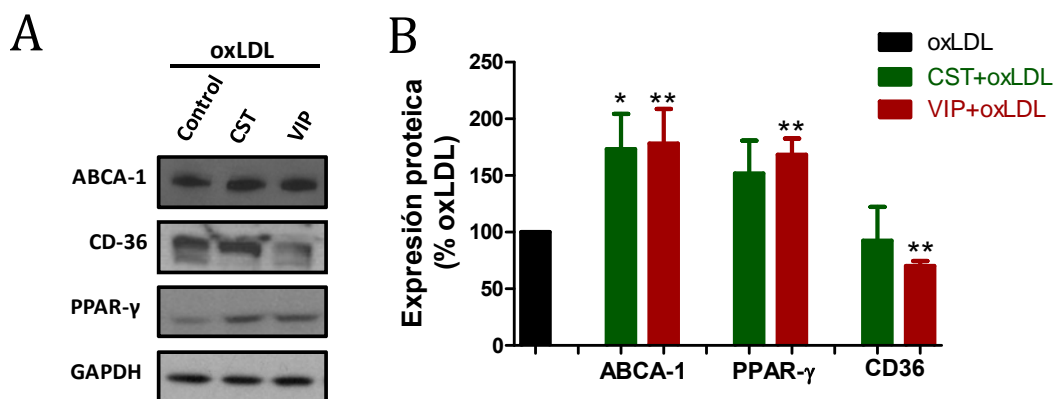 A
oxLDL
Control
CST
VIP
ABCA-1
CD-36
PPAR-γ
GAPDH
B
Expresión proteica
(% oxLDL)
250
200
150
100
50
0
*
**
**
**
ABCA-1
PPAR-γ
CD36
oxLDL
CST+oxLDL
VIP+oxLDL